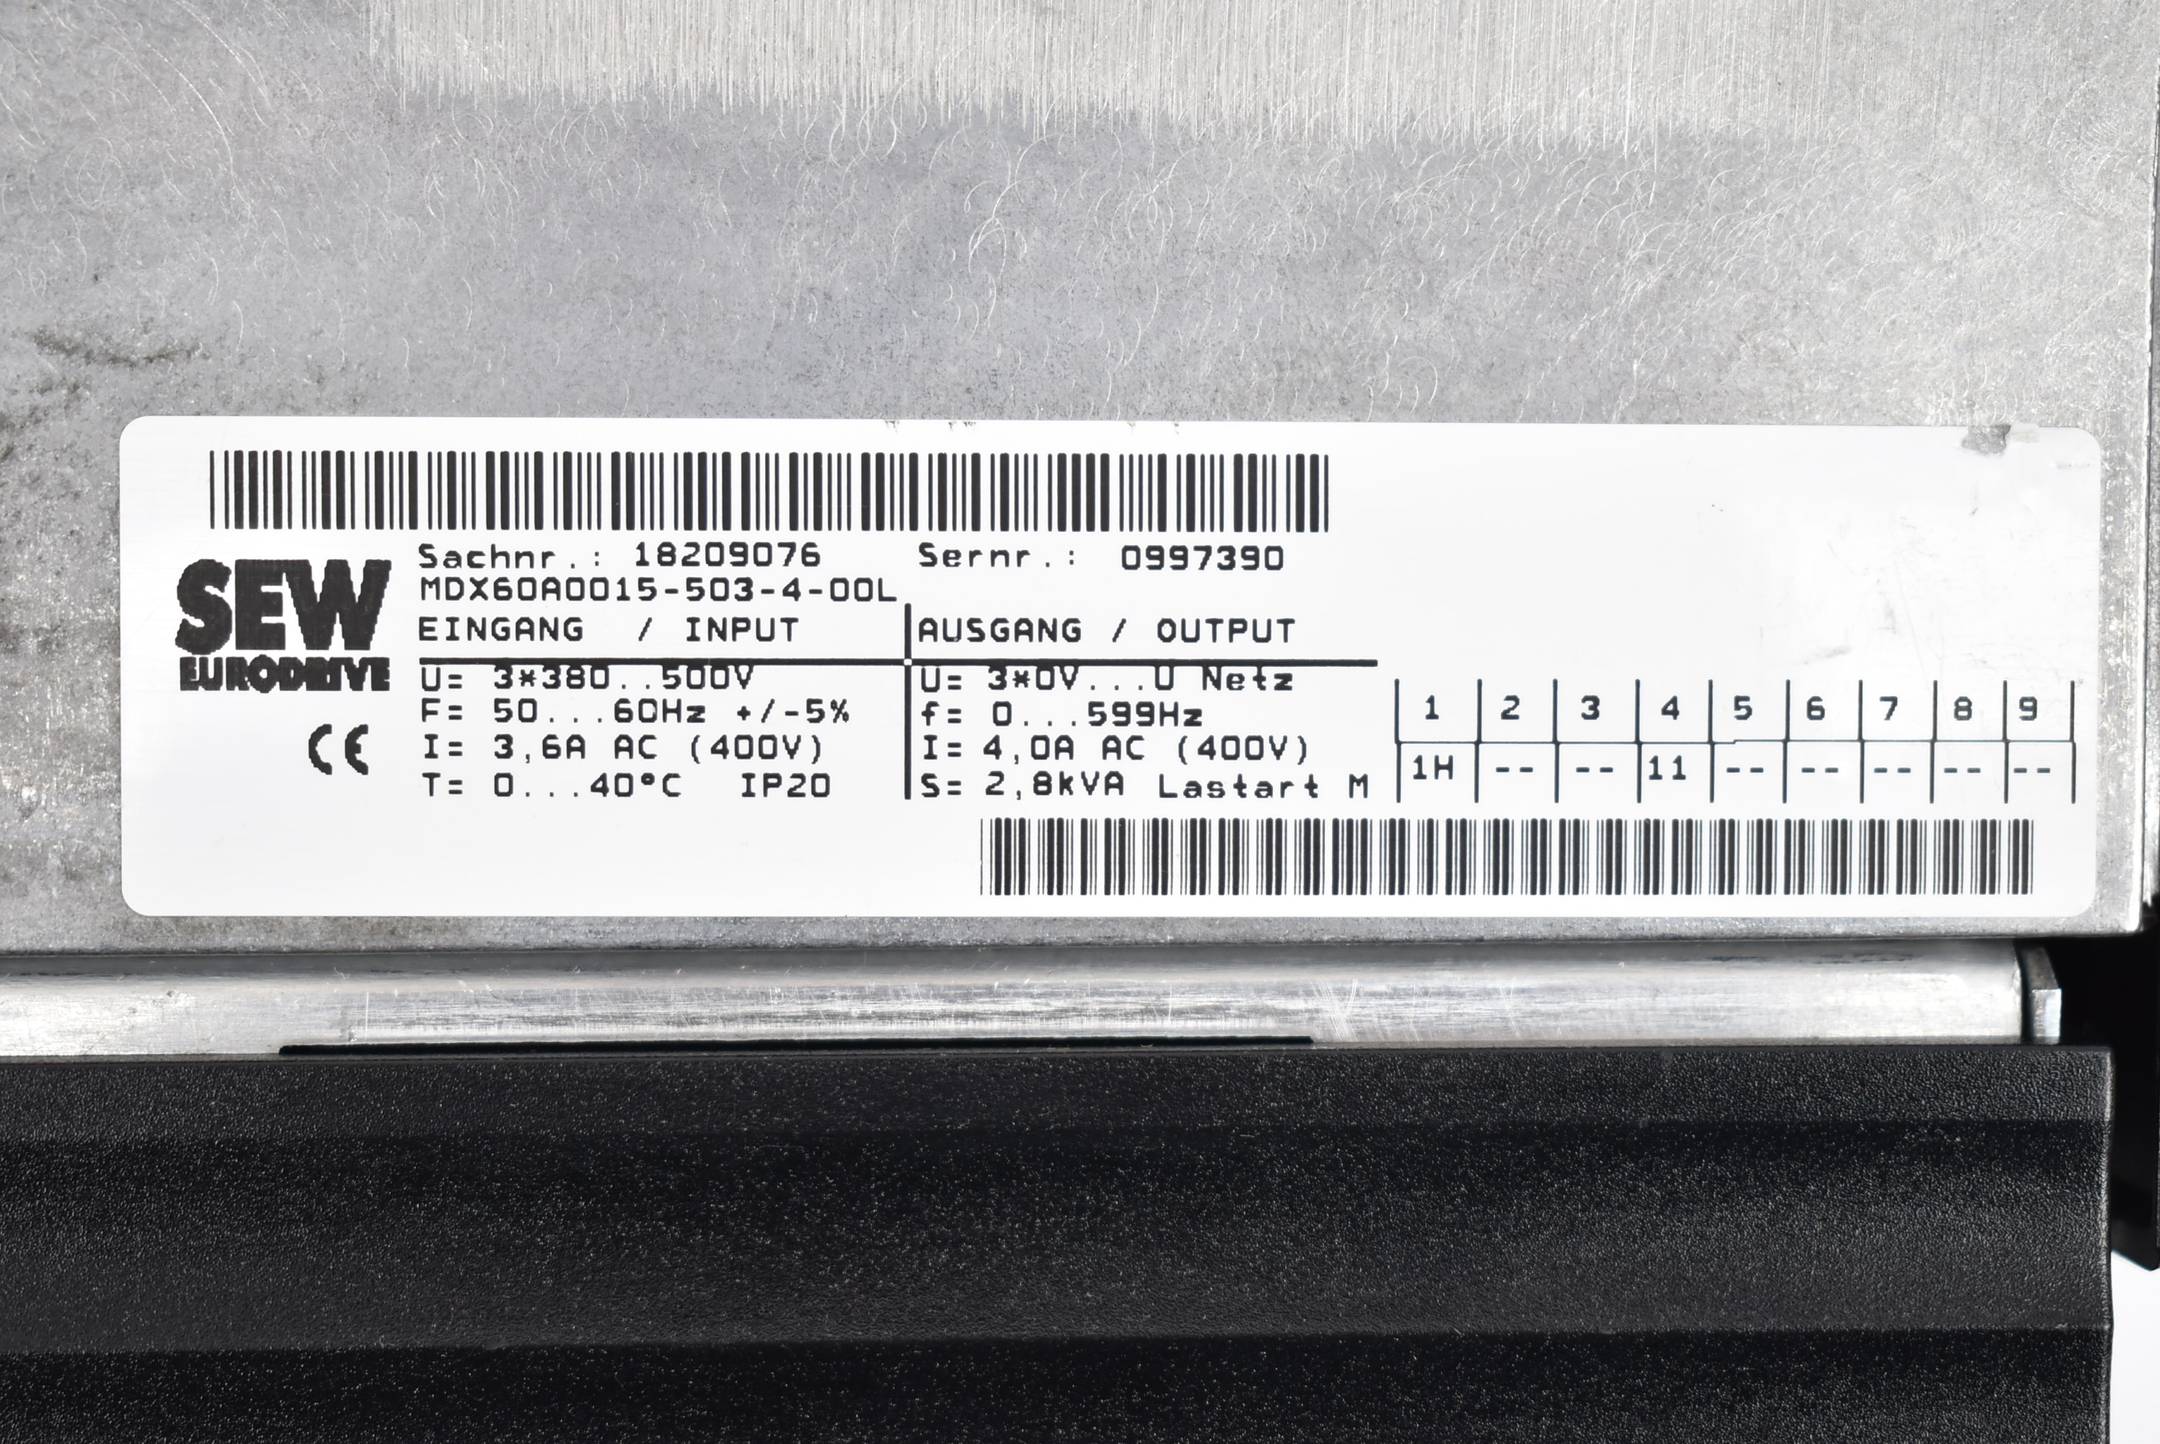 SEW
EURODRIVE
CE
Sachnr.: 18209076 Sernr.: 0997390
MDX60A0015-503-4-00L
EINGANG / INPUT
U= 3*380..500V
F= 50...60Hz +/-5%
I= 3,6A AC (400V)
T= 0...40°C IP20
AUSGANG / OUTPUT
U= 3*0V...U Netz
f= 0...599Hz
I= 4,0A AC (400V)
S= 2,8kVA Lastart M
1 2 3 4 5 6 7 8 9
1H -- -- 11 -- -- -- -- --